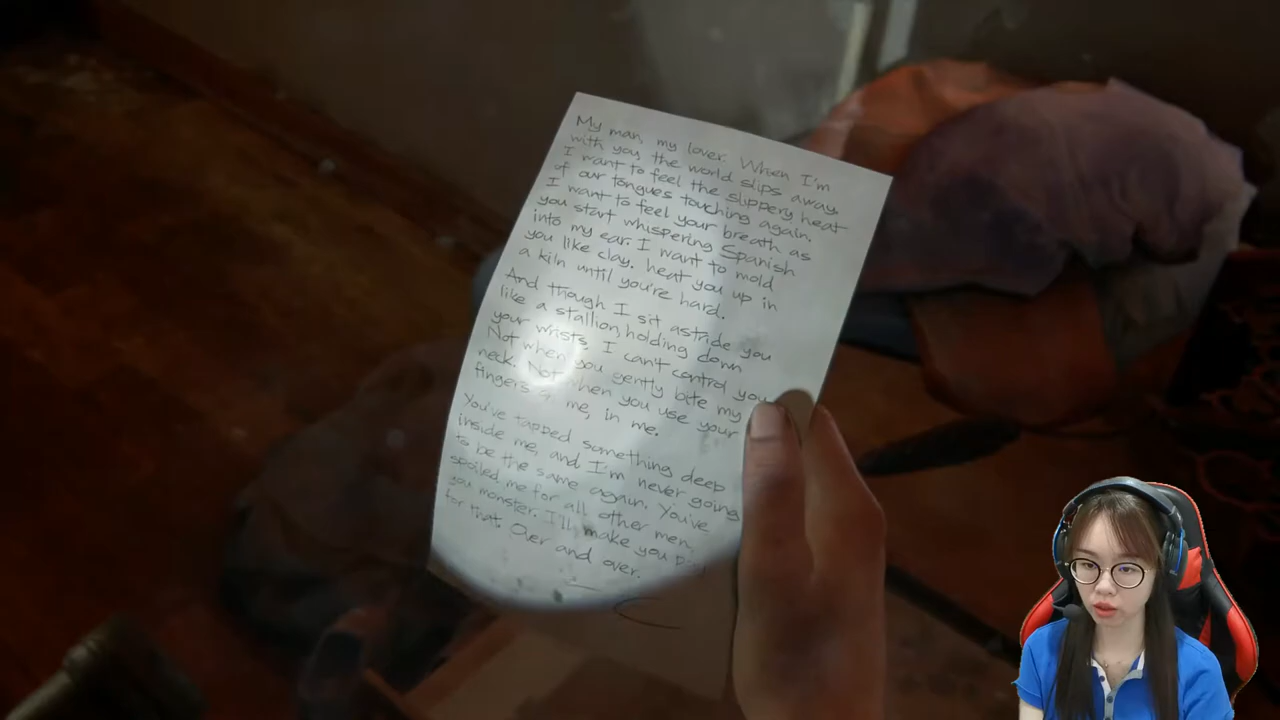 My man, my lover. When I'm
with you, the world slips away.
I want to feel the slippery heat
of our tongues touching again.
I want to feel your breath as
you start whispering Spanish
into my ear. I want to mold
you like clay, heat you up in
a kiln until you're hard.
And though I sit astride you
like a stallion, holding down
your wrists, I can't control you
Not when you gently bite my
neck. Not when you use your
fingers on me, in me.
You've tapped something deep
inside me, and I'm never going
to be the same again. You've
spoiled me for all other men,
you monster. I'll make you
for that. Over and over.